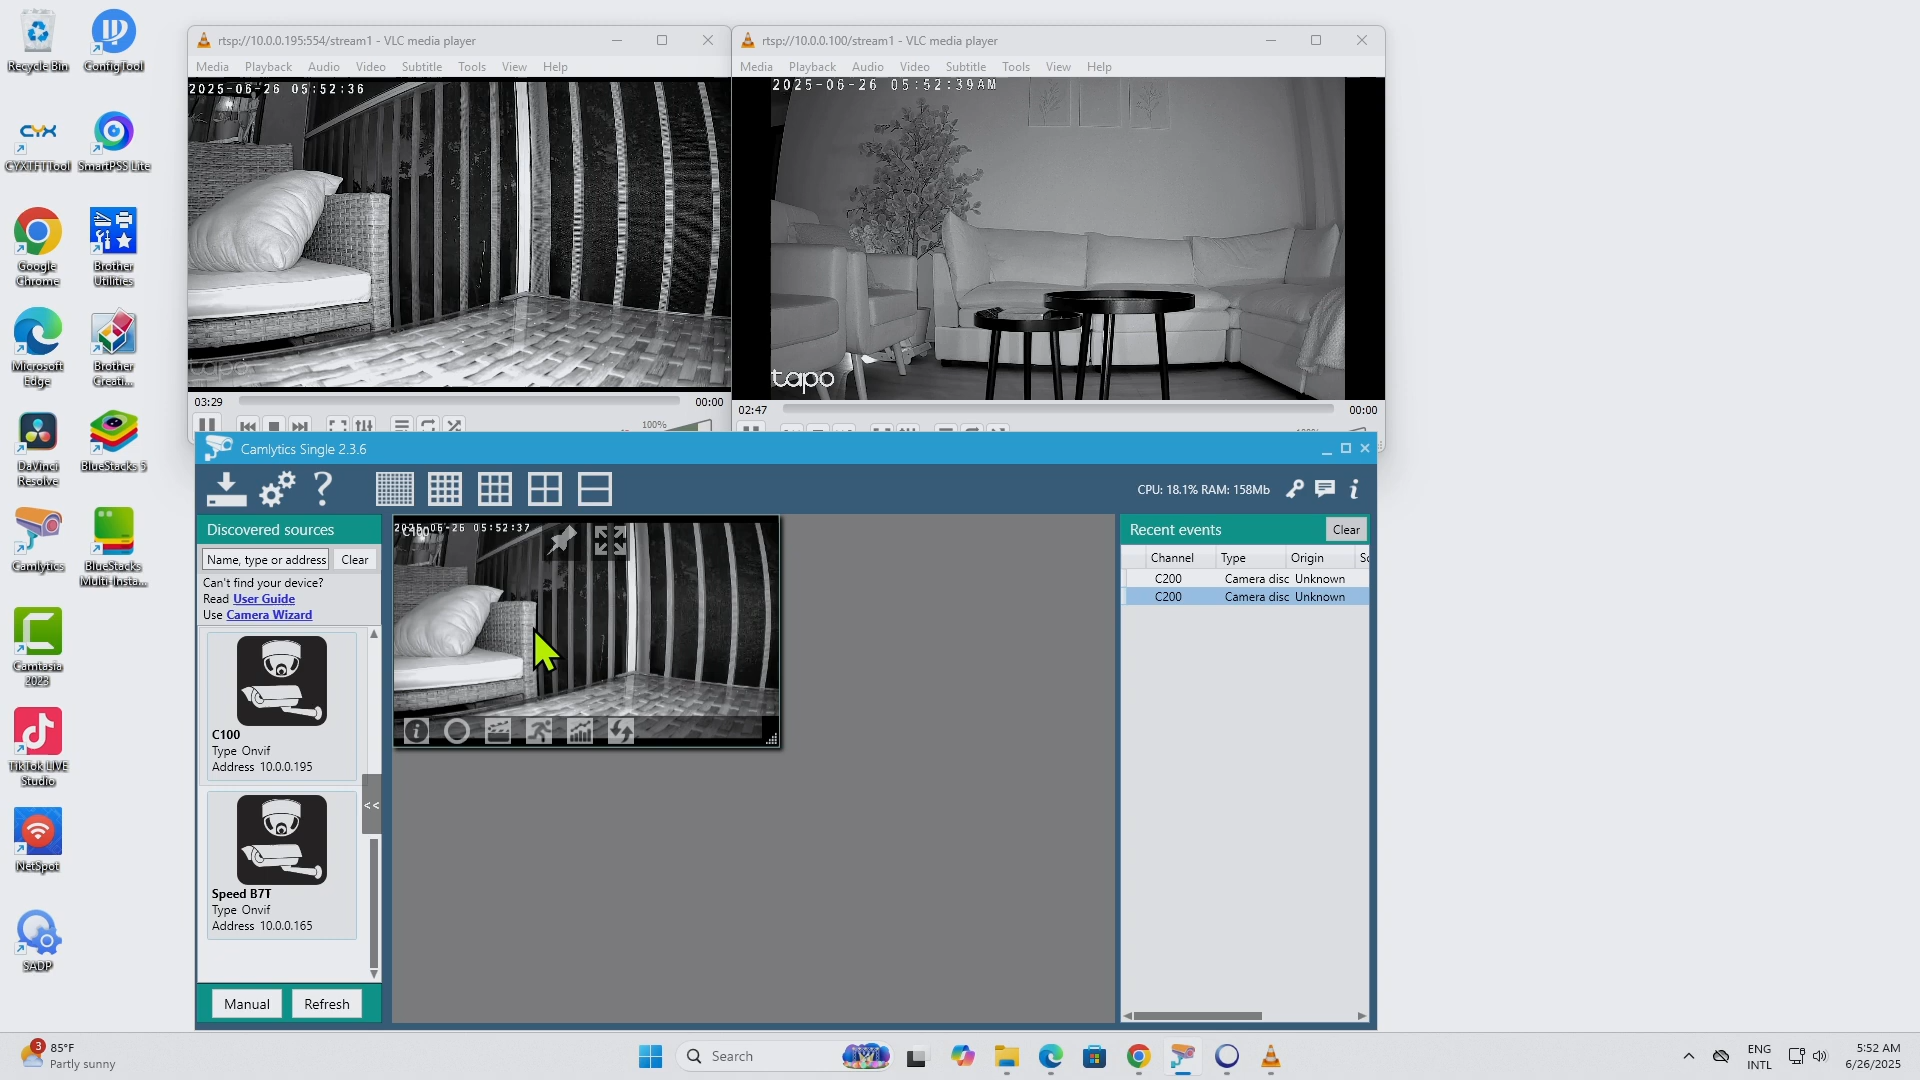 Recycle Bin
ConfigTool
CYXTFTTool
SmartPSS Lite
Google Chrome
Brother Utilities
Microsoft Edge
Brother Creati...
DaVinci Resolve
BlueStacks 5
Camlytics
BlueStacks Multi-Insta...
Camtasia 2023
TikTok LIVE Studio
NetSpot
SADP
rtsp://10.0.0.195:554/stream1 - VLC media player
Media Playback Audio Video Subtitle Tools View Help
2025-06-26 05:52:36
tapo
03:29
00:00
100%
rtsp://10.0.0.100/stream1 - VLC media player
Media Playback Audio Video Subtitle Tools View Help
2025-06-26 05:52:39AM
tapo
02:47
00:00
Camlytics Single 2.3.6
CPU: 18.1% RAM: 158Mb
Discovered sources
Name, type or address
Clear
Can't find your device?
Read User Guide
Use Camera Wizard
C100
Type Onvif
Address 10.0.0.195
<<
Speed B7T
Type Onvif
Address 10.0.0.165
Manual
Refresh
2025-06-26 05:52:37
C100
Recent events
Clear
Channel Type Origin Sc
C200 Camera disc Unknown
C200 Camera disc Unknown
3
85°F
Partly sunny
Search
ENG
INTL
5:52 AM
6/26/2025